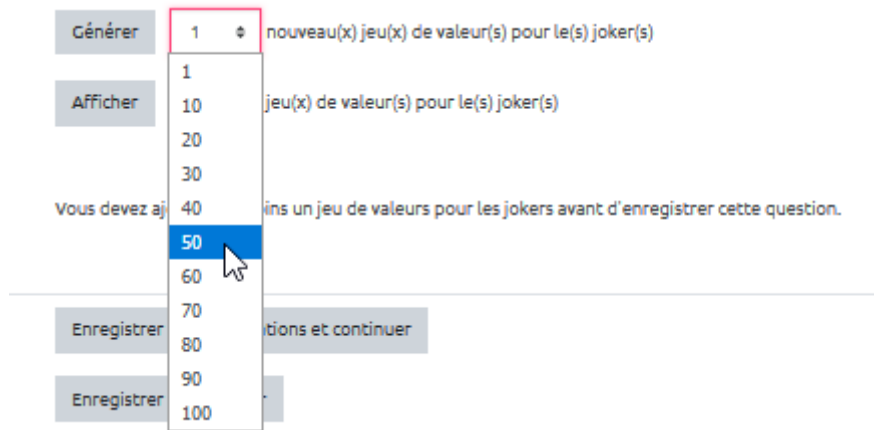 Générer 1 nouveau(x) jeu(x) de valeur(s) pour le(s) joker(s)
1
Afficher 10 jeu(x) de valeur(s) pour le(s) joker(s)
20
30
Vous devez aj 40 ins un jeu de valeurs pour les jokers avant d'enregistrer cette question.
50
60
70
Enregistrer tions et continuer
80
90
Enregistrer
100